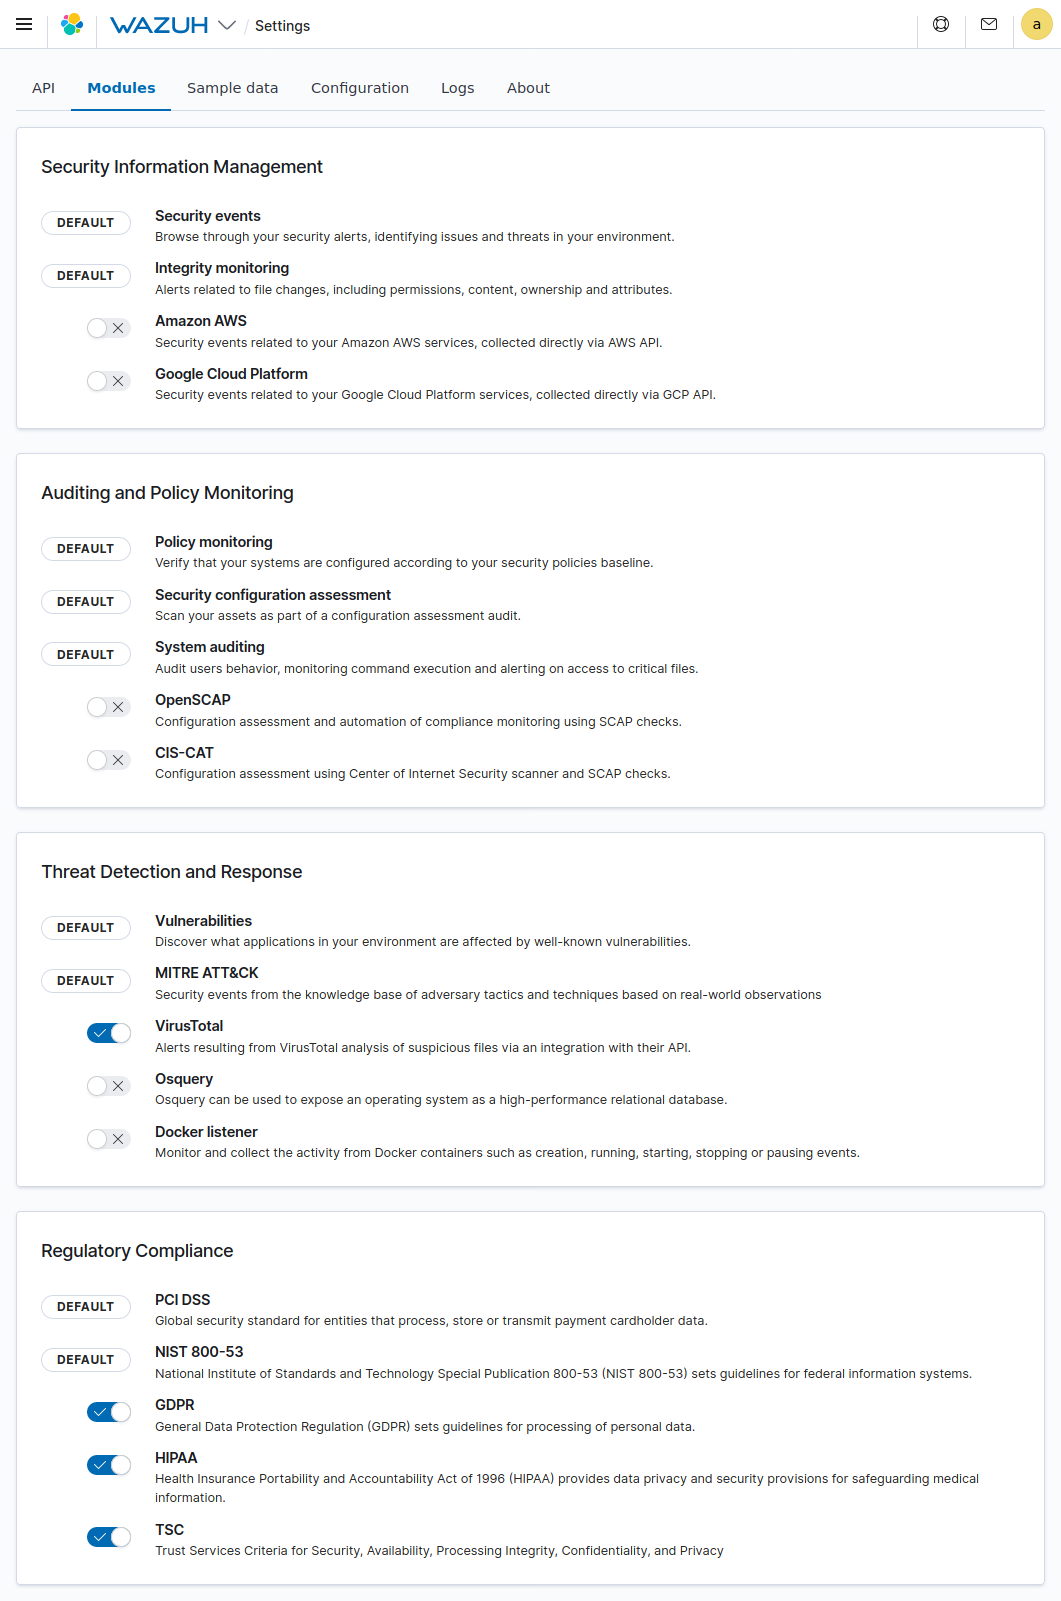 WAZUH / Settings a
API Modules Sample data Configuration Logs About
Security Information Management
DEFAULT Security events
Browse through your security alerts, identifying issues and threats in your environment.
DEFAULT Integrity monitoring
Alerts related to file changes, including permissions, content, ownership and attributes.
Amazon AWS
Security events related to your Amazon AWS services, collected directly via AWS API.
Google Cloud Platform
Security events related to your Google Cloud Platform services, collected directly via GCP API.
Auditing and Policy Monitoring
DEFAULT Policy monitoring
Verify that your systems are configured according to your security policies baseline.
DEFAULT Security configuration assessment
Scan your assets as part of a configuration assessment audit.
DEFAULT System auditing
Audit users behavior, monitoring command execution and alerting on access to critical files.
OpenSCAP
Configuration assessment and automation of compliance monitoring using SCAP checks.
CIS-CAT
Configuration assessment using Center of Internet Security scanner and SCAP checks.
Threat Detection and Response
DEFAULT Vulnerabilities
Discover what applications in your environment are affected by well-known vulnerabilities.
DEFAULT MITRE ATT&CK
Security events from the knowledge base of adversary tactics and techniques based on real-world observations
VirusTotal
Alerts resulting from VirusTotal analysis of suspicious files via an integration with their API.
Osquery
Osquery can be used to expose an operating system as a high-performance relational database.
Docker listener
Monitor and collect the activity from Docker containers such as creation, running, starting, stopping or pausing events.
Regulatory Compliance
DEFAULT PCI DSS
Global security standard for entities that process, store or transmit payment cardholder data.
DEFAULT NIST 800-53
National Institute of Standards and Technology Special Publication 800-53 (NIST 800-53) sets guidelines for federal information systems.
GDPR
General Data Protection Regulation (GDPR) sets guidelines for processing of personal data.
HIPAA
Health Insurance Portability and Accountability Act of 1996 (HIPAA) provides data privacy and security provisions for safeguarding medical
information.
TSC
Trust Services Criteria for Security, Availability, Processing Integrity, Confidentiality, and Privacy